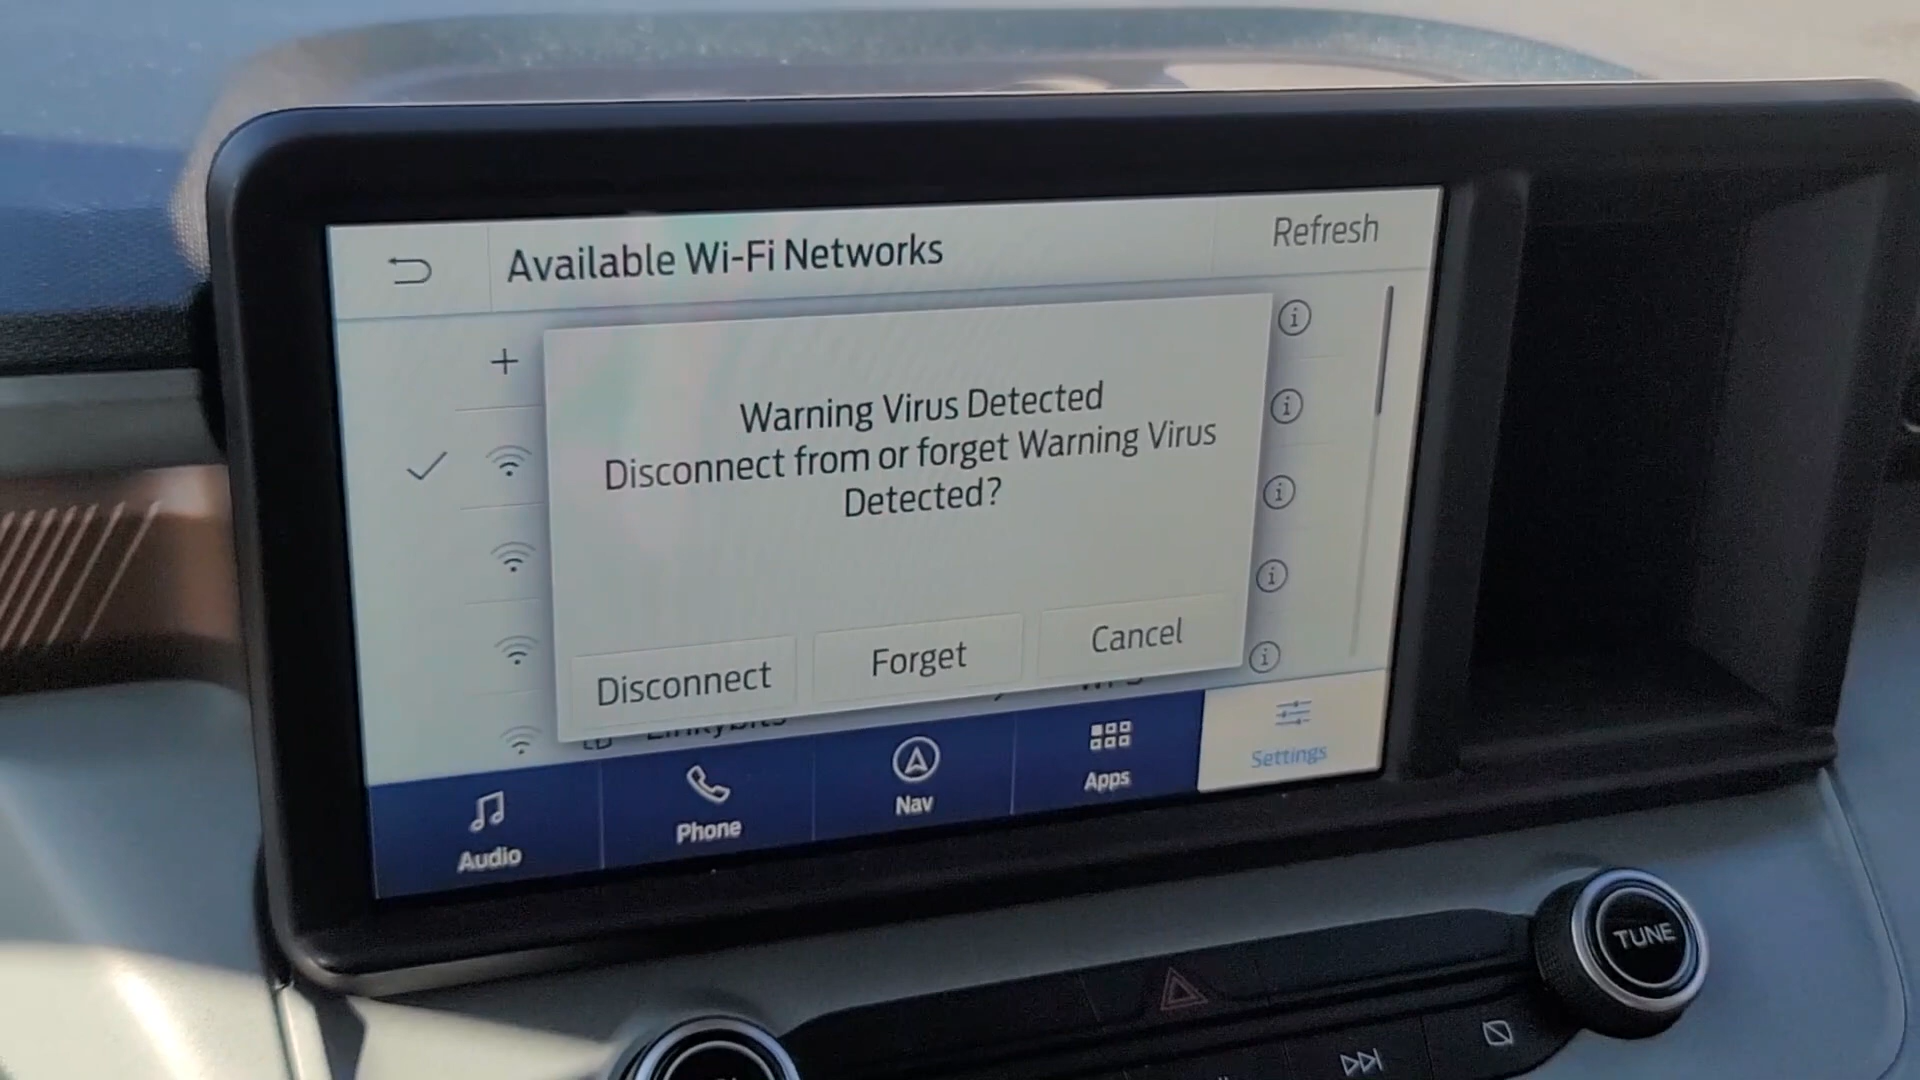 Available Wi-Fi Networks
Refresh
Warning Virus Detected
Disconnect from or forget Warning Virus
Detected?
Disconnect
Forget
Cancel
Audio
Phone
Nav
Apps
Settings
TUNE